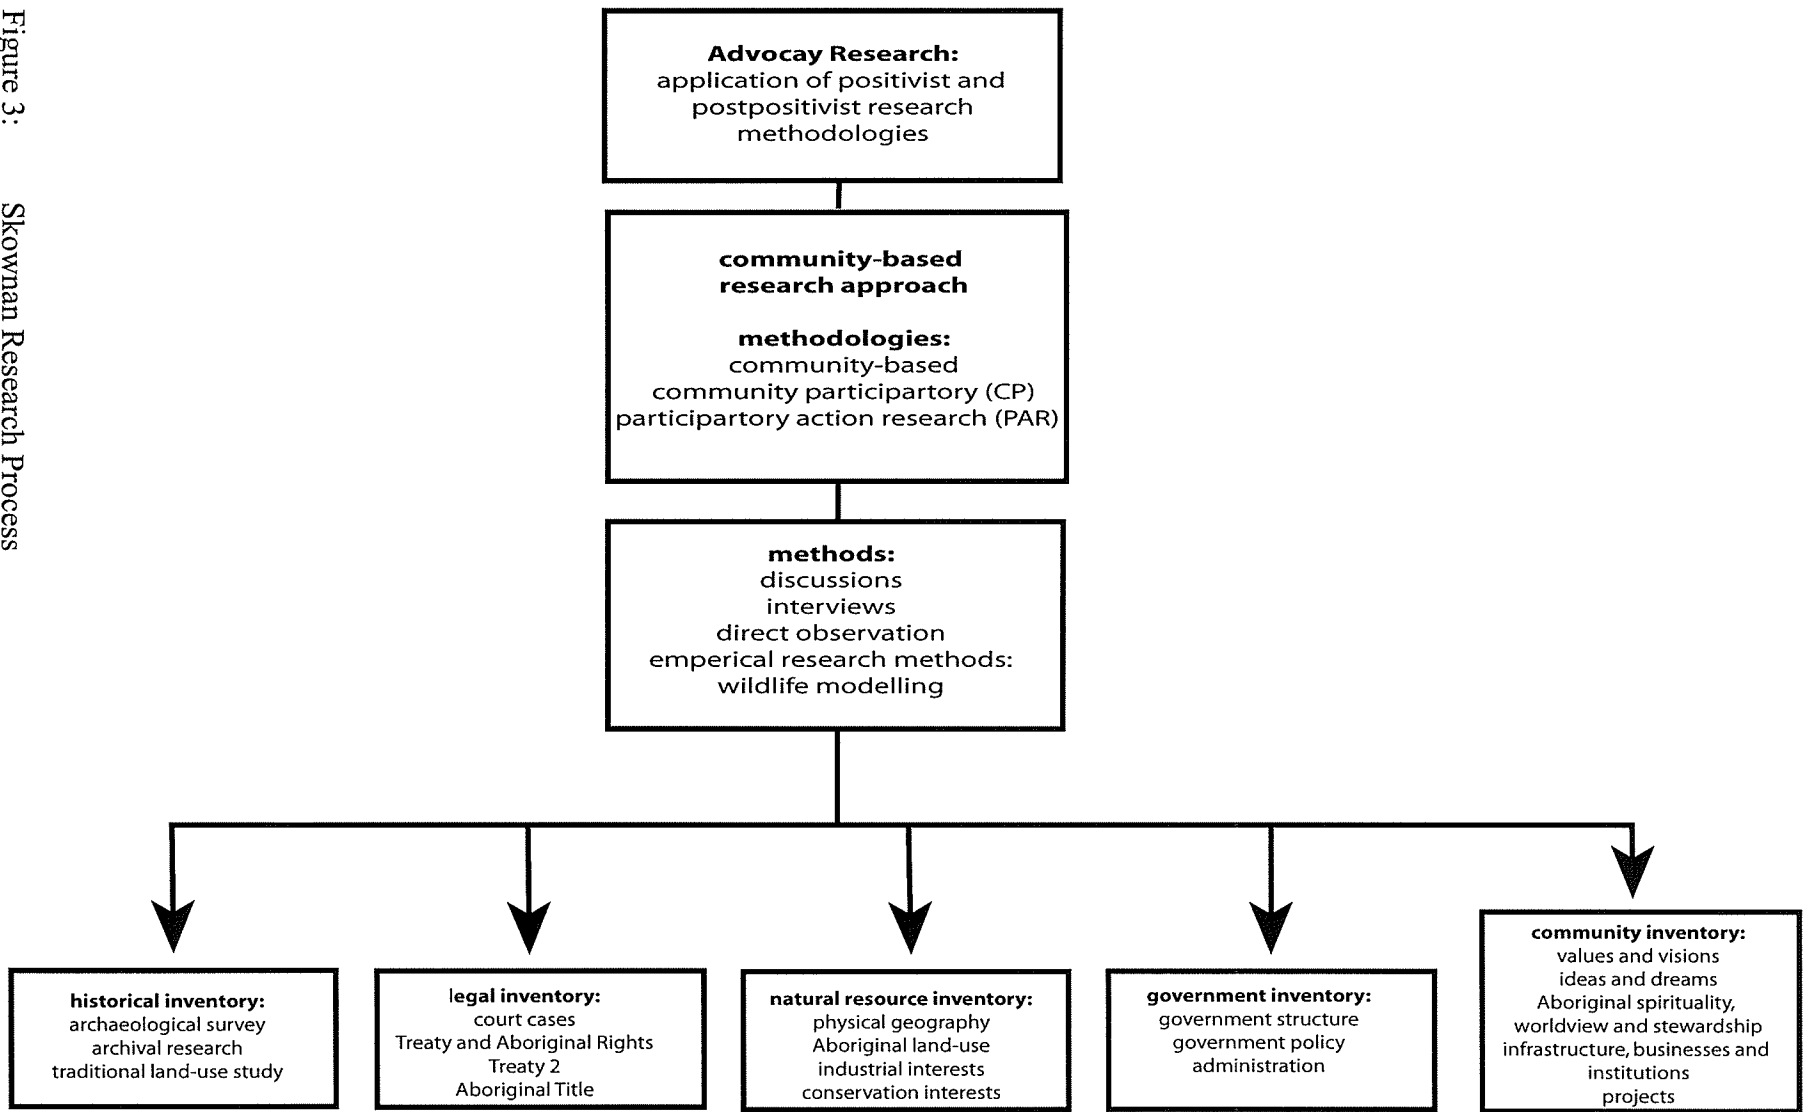 Figure 3: Skownan Research Process
Advocay Research:
application of positivist and
postpositivist research
methodologies
community-based
research approach
methodologies:
community-based
community participartory (CP)
participartory action research (PAR)
methods:
discussions
interviews
direct observation
emperical research methods:
wildlife modelling
historical inventory:
archaeological survey
archival research
traditional land-use study
legal inventory:
court cases
Treaty and Aboriginal Rights
Treaty 2
Aboriginal Title
natural resource inventory:
physical geography
Aboriginal land-use
industrial interests
conservation interests
government inventory:
government structure
government policy
administration
community inventory:
values and visions
ideas and dreams
Aboriginal spirituality,
worldview and stewardship
infrastructure, businesses and
institutions
projects